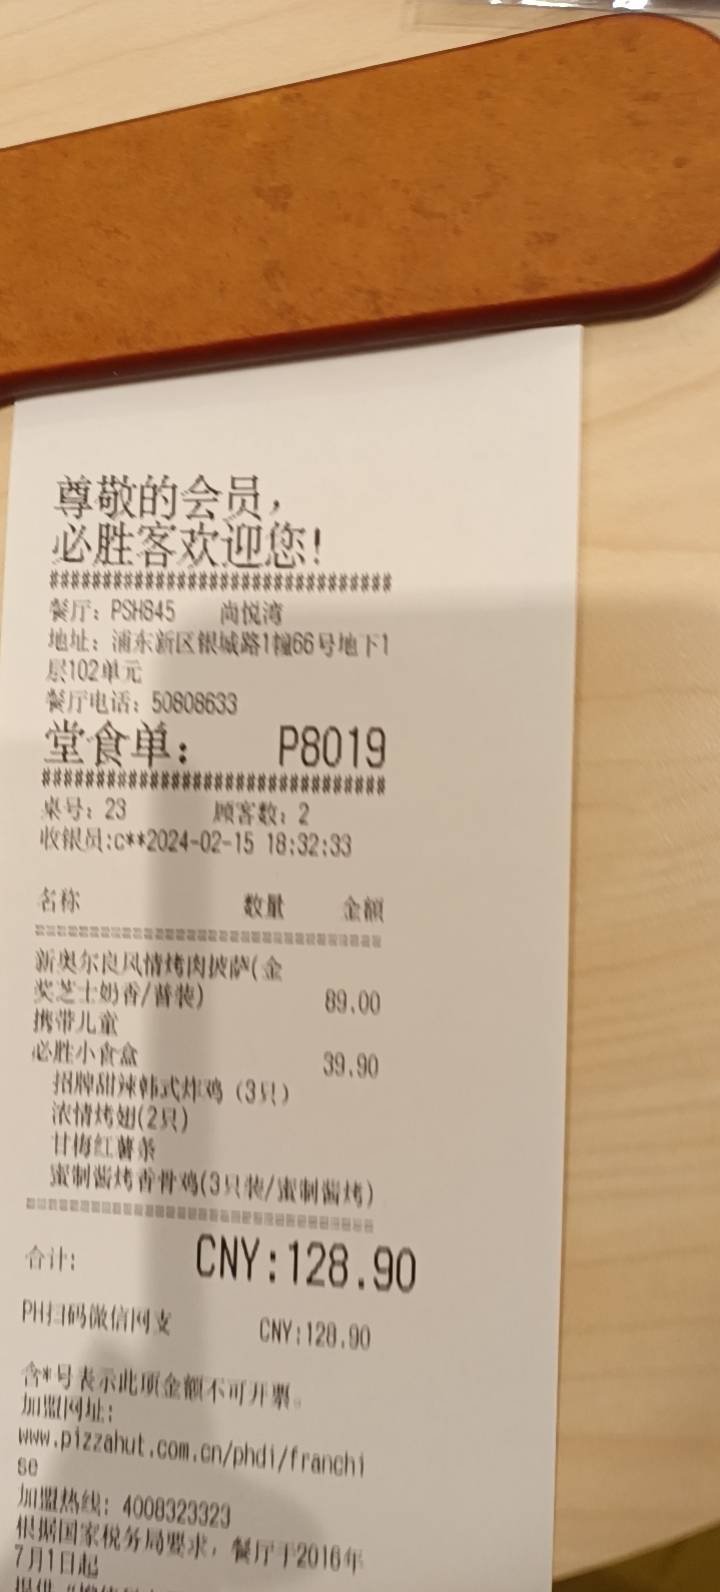 尊敬的会员，
必胜客欢迎您!
################################
餐厅: PSH845 尚悦湾
地址: 浦东新区银城路1幢66号地下1
层102单元
餐厅电话: 50808633
堂食单: P8019
################################
桌号: 23 顾客数: 2
收银员:c**2024-02-15 18:32:33
名称 数量 金额
新奥尔良风情烤肉披萨(金
奖芝士奶香/普装) 89.00
携带儿童
必胜小食盒 39.90
招牌甜辣韩式炸鸡 (3只)
浓情烤翅(2只)
甘梅红薯条
蜜制酱烤香骨鸡(3只装/蜜制酱烤)
合计: CNY:128.90
PH扫码微信网支 CNY:128.90
含*号表示此项金额不可开票。
加盟网址:
www.pizzahut.com.cn/phdi/franchi
se
加盟热线: 4008323323
根据国家税务局要求, 餐厅于2016年
7月1日起